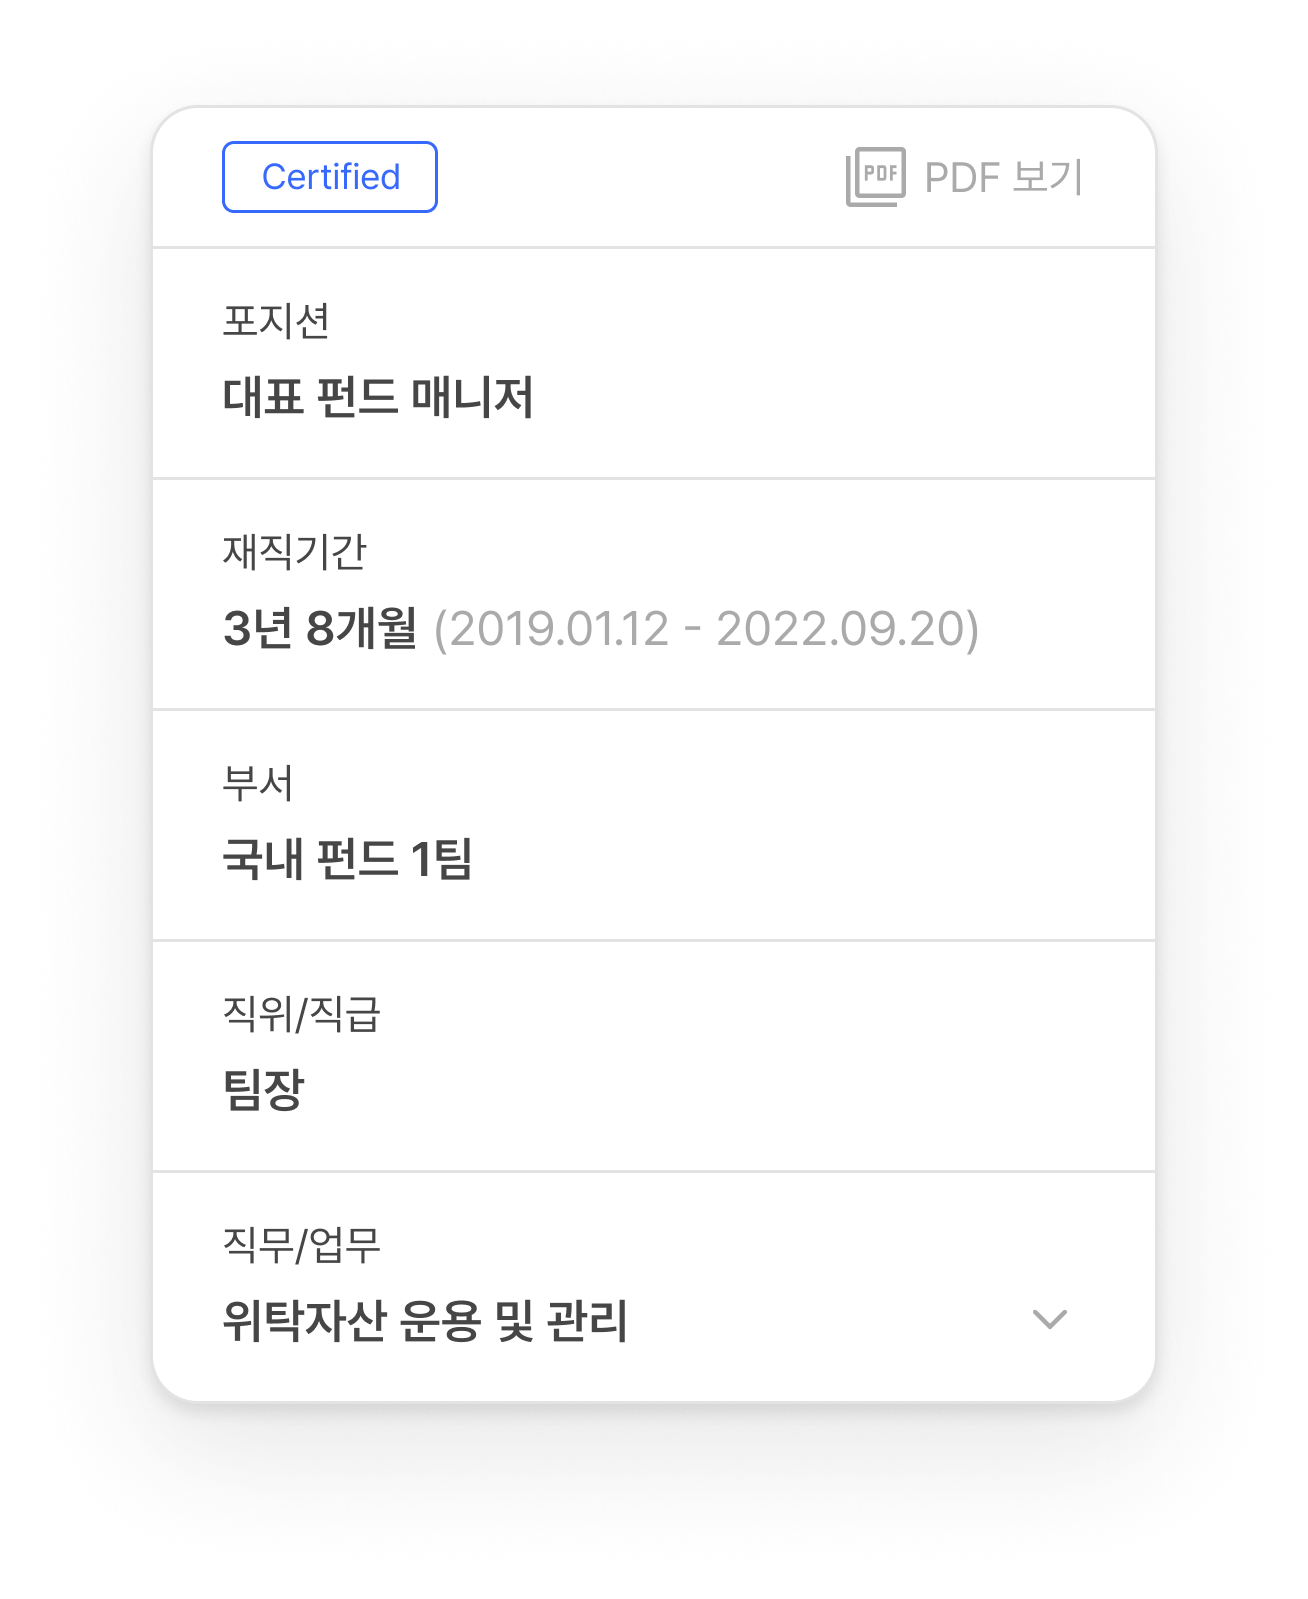 Certified
PDF PDF 보기
포지션
대표 펀드 매니저
재직기간
3년 8개월 (2019.01.12 - 2022.09.20)
부서
국내 펀드 1팀
직위/직급
팀장
직무/업무
위탁자산 운용 및 관리